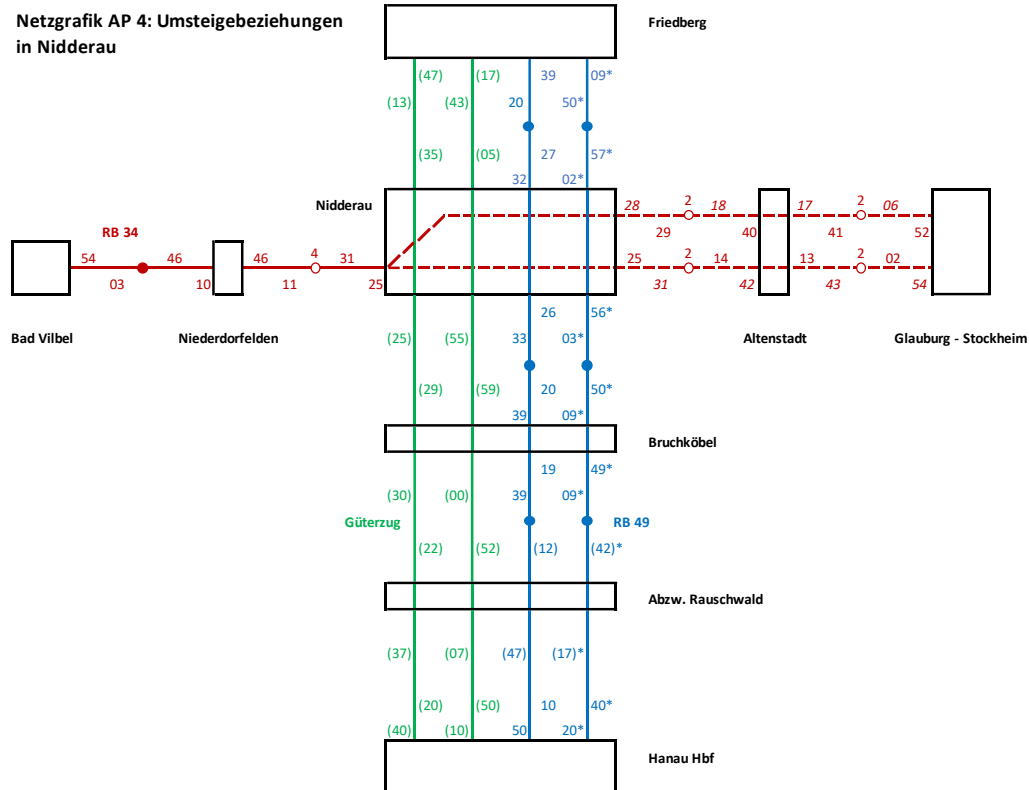 Netzgrafik AP 4: Umsteigebeziehungen
in Nidderau
Friedberg
(47) (17) 39 09*
(13) (43) 20 50*
(35) (05) 27 57*
32 02*
Nidderau
28 2 18 17 2 06
29 40 41 52
RB 34
54 46 46 4 31 25 2 14 13 2 02
03 10 11 25 31 42 43 54
Bad Vilbel Niederdorfelden Altenstadt Glauburg - Stockheim
26 56*
(25) (55) 33 03*
(29) (59) 20 50*
39 09*
Bruchköbel
19 49*
(30) (00) 39 09*
Güterzug RB 49
(22) (52) (12) (42)*
Abzw. Rauschwald
(37) (07) (47) (17)*
(20) (50) 10 40*
(40) (10) 50 20*
Hanau Hbf